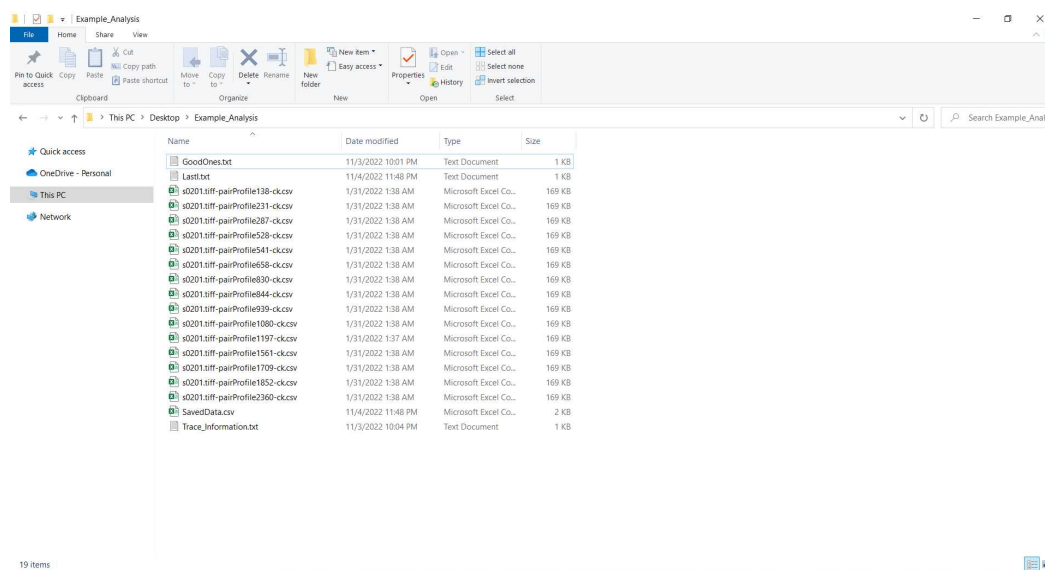 Example_Analysis
File Home Share View
Pin to Quick access Copy Paste Cut Copy path Paste shortcut Move to Copy to Delete Rename New folder New item Easy access Properties Open Edit History Select all Select none Invert selection
Clipboard Organize New Open Select
This PC > Desktop > Example_Analysis Search Example_Anal
Name Date modified Type Size
Quick access
OneDrive - Personal
This PC
Network
GoodOnes.txt 11/3/2022 10:01 PM Text Document 1 KB
LastI.txt 11/4/2022 11:48 PM Text Document 1 KB
s0201.tiff-pairProfile138-ck.csv 1/31/2022 1:38 AM Microsoft Excel Co... 169 KB
s0201.tiff-pairProfile231-ck.csv 1/31/2022 1:38 AM Microsoft Excel Co... 169 KB
s0201.tiff-pairProfile287-ck.csv 1/31/2022 1:38 AM Microsoft Excel Co... 169 KB
s0201.tiff-pairProfile528-ck.csv 1/31/2022 1:38 AM Microsoft Excel Co... 169 KB
s0201.tiff-pairProfile541-ck.csv 1/31/2022 1:38 AM Microsoft Excel Co... 169 KB
s0201.tiff-pairProfile658-ck.csv 1/31/2022 1:38 AM Microsoft Excel Co... 169 KB
s0201.tiff-pairProfile830-ck.csv 1/31/2022 1:38 AM Microsoft Excel Co... 169 KB
s0201.tiff-pairProfile844-ck.csv 1/31/2022 1:38 AM Microsoft Excel Co... 169 KB
s0201.tiff-pairProfile939-ck.csv 1/31/2022 1:38 AM Microsoft Excel Co... 169 KB
s0201.tiff-pairProfile1080-ck.csv 1/31/2022 1:38 AM Microsoft Excel Co... 169 KB
s0201.tiff-pairProfile1197-ck.csv 1/31/2022 1:37 AM Microsoft Excel Co... 169 KB
s0201.tiff-pairProfile1561-ck.csv 1/31/2022 1:38 AM Microsoft Excel Co... 169 KB
s0201.tiff-pairProfile1709-ck.csv 1/31/2022 1:38 AM Microsoft Excel Co... 169 KB
s0201.tiff-pairProfile1852-ck.csv 1/31/2022 1:38 AM Microsoft Excel Co... 169 KB
s0201.tiff-pairProfile2360-ck.csv 1/31/2022 1:38 AM Microsoft Excel Co... 169 KB
SavedData.csv 11/4/2022 11:48 PM Microsoft Excel Co... 2 KB
Trace_Information.txt 11/3/2022 10:04 PM Text Document 1 KB
19 items